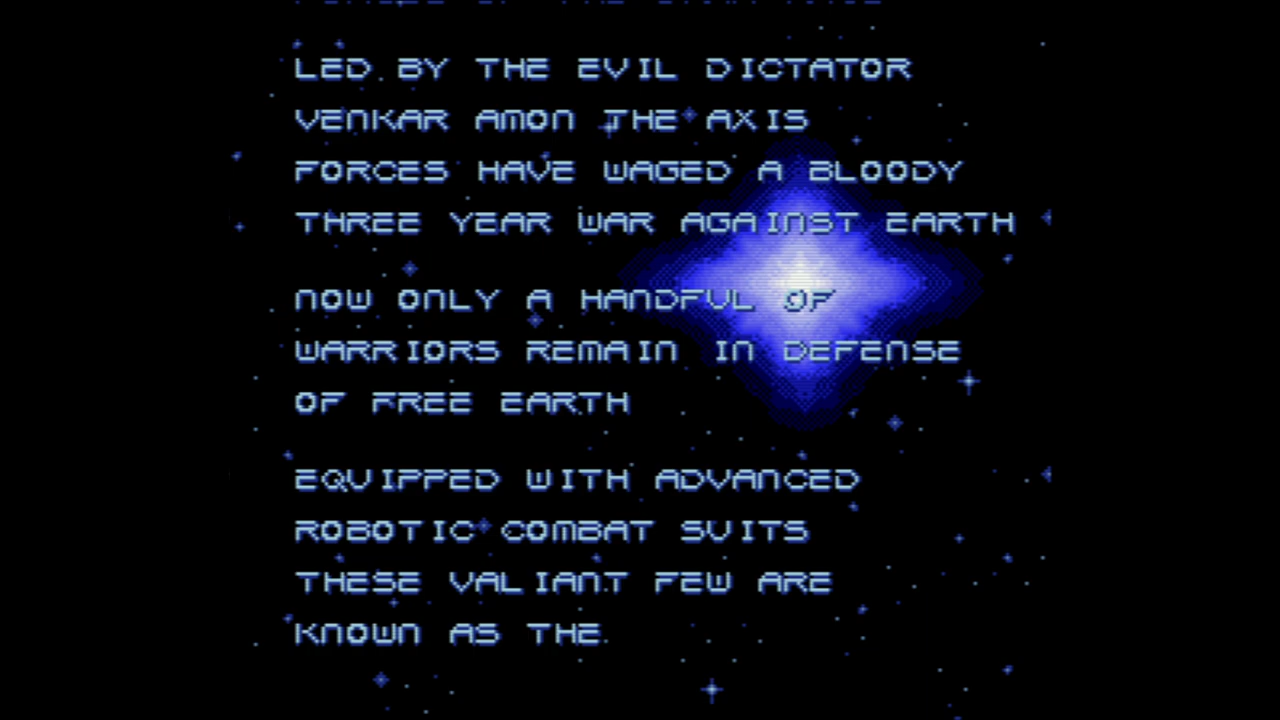 LED BY THE EVIL DICTATOR
VENKAR AMON THE AXIS
FORCES HAVE WAGED A BLOODY
THREE YEAR WAR AGAINST EARTH
NOW ONLY A HANDFUL OF
WARRIORS REMAIN IN DEFENSE
OF FREE EARTH
EQUIPPED WITH ADVANCED
ROBOTIC COMBAT SUITS
THESE VALIANT FEW ARE
KNOWN AS THE